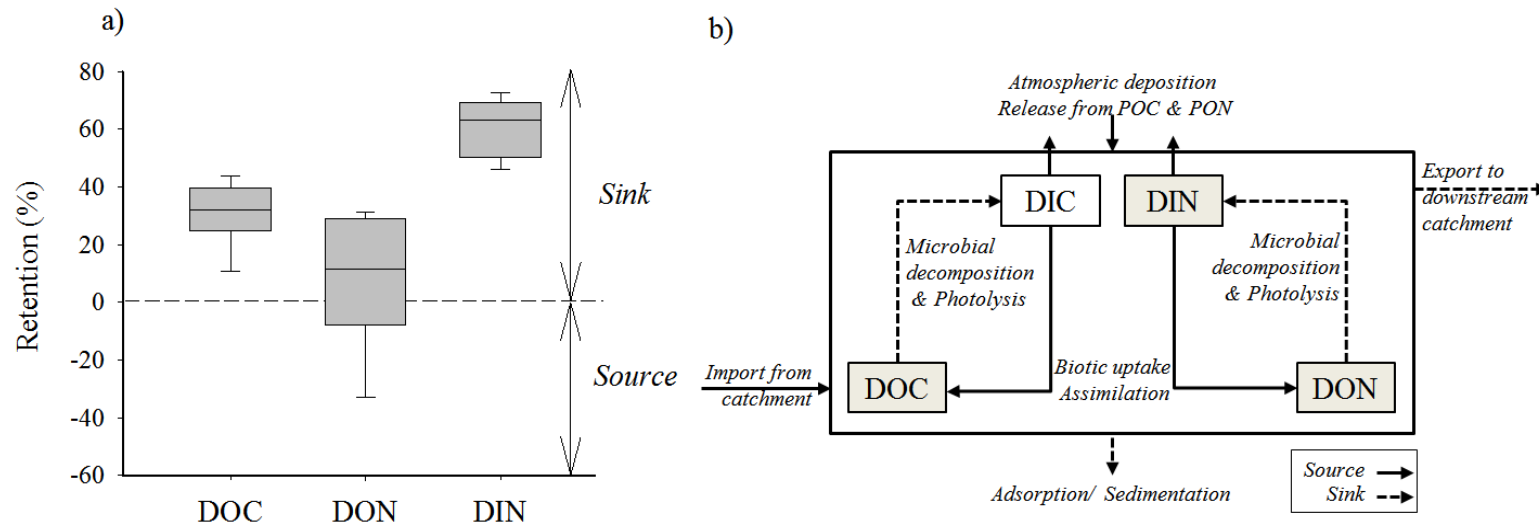 a)
80
60
40
20
0
-20
-40
-60
Retention (%)
Sink
Source
DOC
DON
DIN
b)
Atmospheric deposition
Release from POC & PON
DIC
DIN
Export to
downstream
catchment
Microbial
decomposition
& Photolysis
Microbial
decomposition
& Photolysis
Import from
catchment
DOC
Biotic uptake
Assimilation
DON
Adsorption/ Sedimentation
Source
Sink